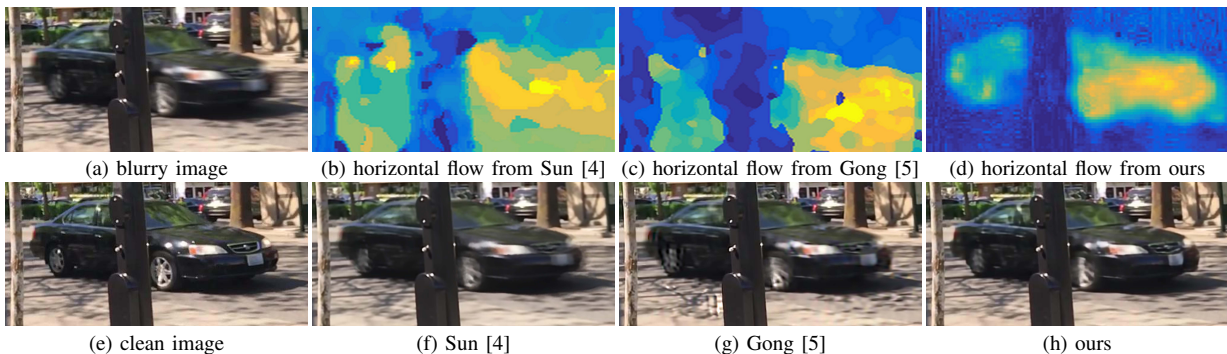 (a) blurry image
(b) horizontal flow from Sun [4]
(c) horizontal flow from Gong [5]
(d) horizontal flow from ours
(e) clean image
(f) Sun [4]
(g) Gong [5]
(h) ours